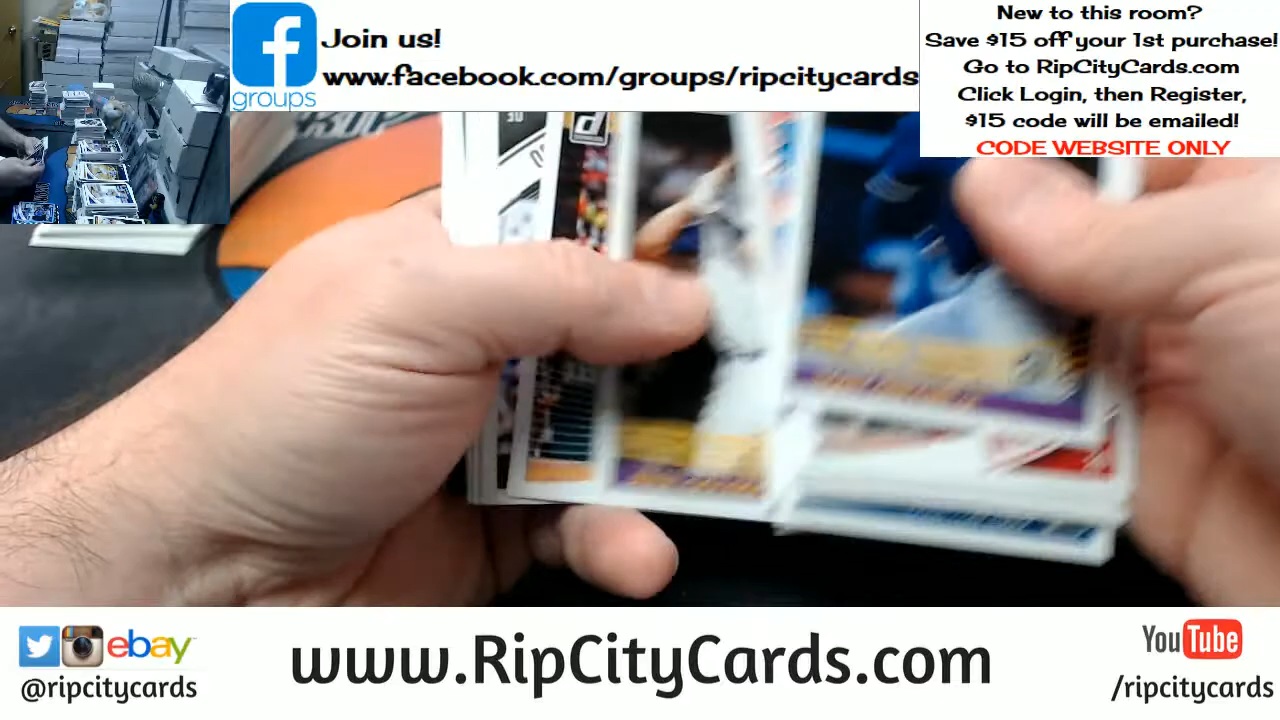 Join us!
www.facebook.com/groups/ripcitycards
groups
New to this room?
Save $15 off your 1st purchase!
Go to RipCityCards.com
Click Login, then Register,
$15 code will be emailed!
CODE WEBSITE ONLY
ebay
@ripcitycards
www.RipCityCards.com
YouTube
/ripcitycards